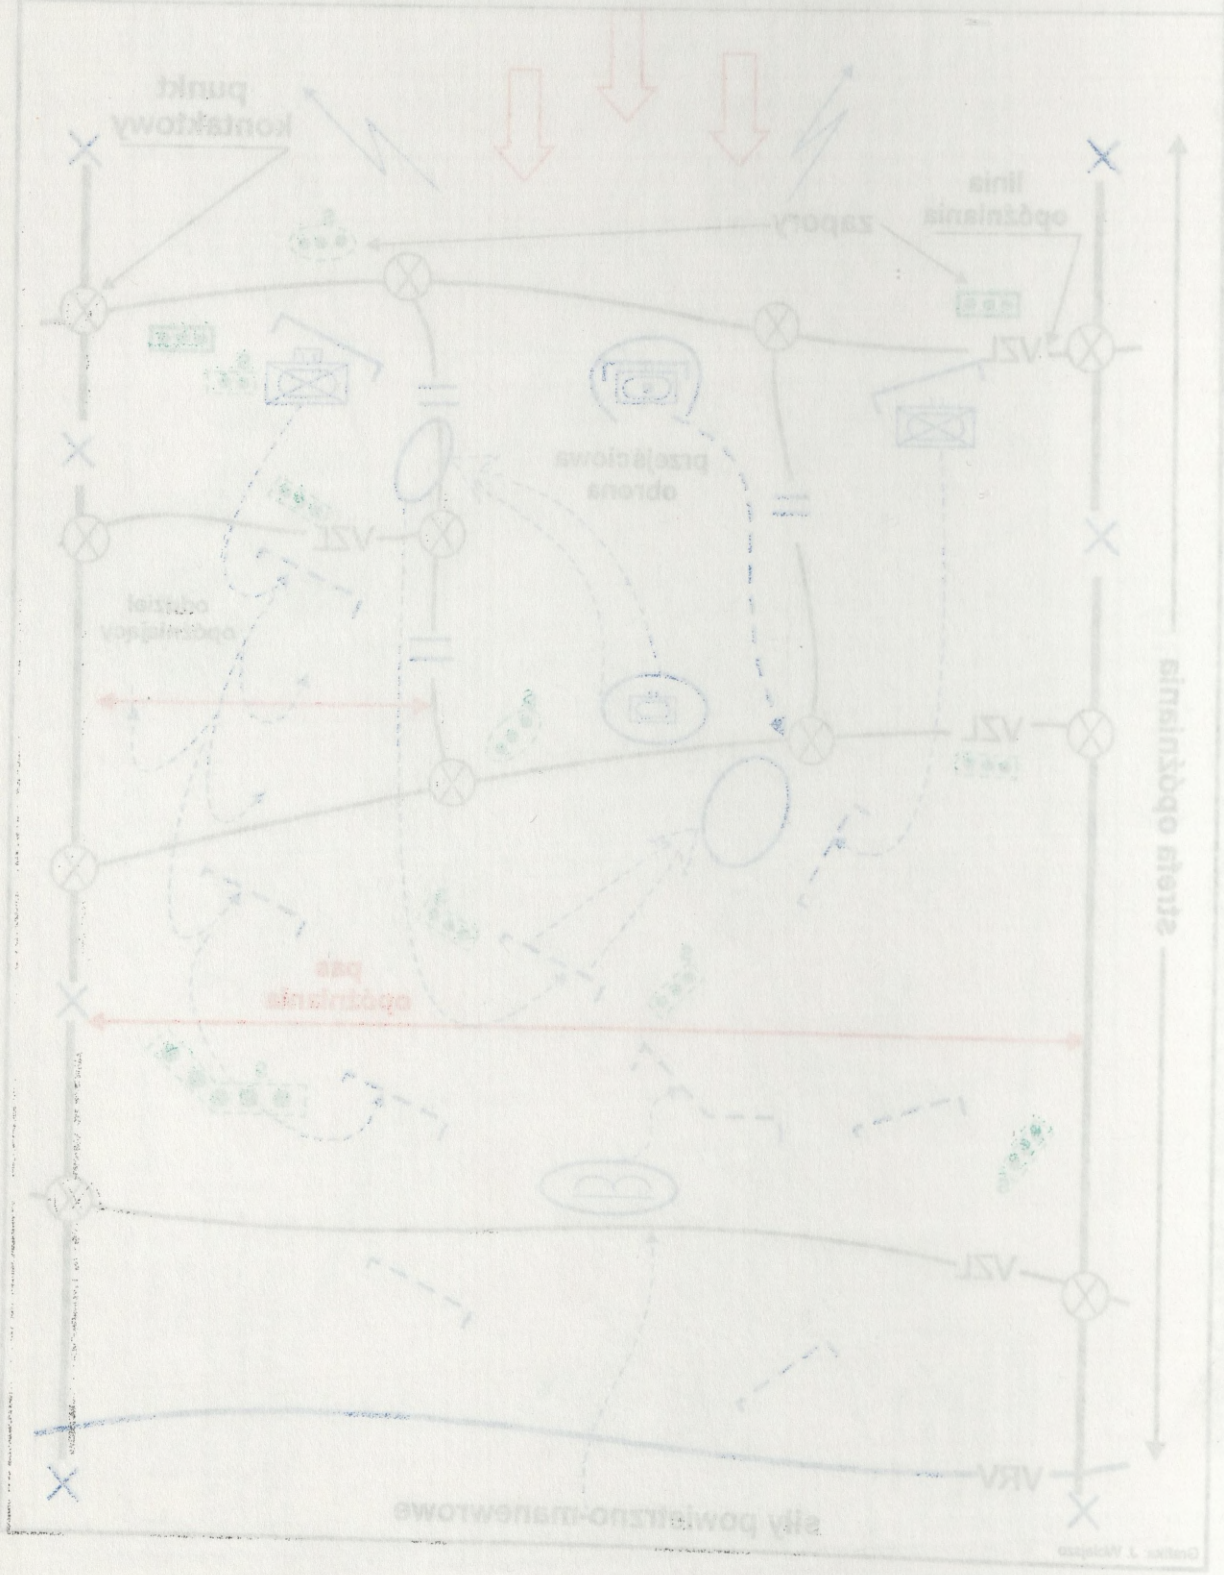 punkt
kontaktowy
linia
opóźniania
zapory
S
VZL
S
przejściowa
obrona
VZL
oddział
opóźniający
VZL
strefa opóźniania
pas
opóźniania
S
VZL
VRV
siły powietrzno-manewrowe
Grafika: J.